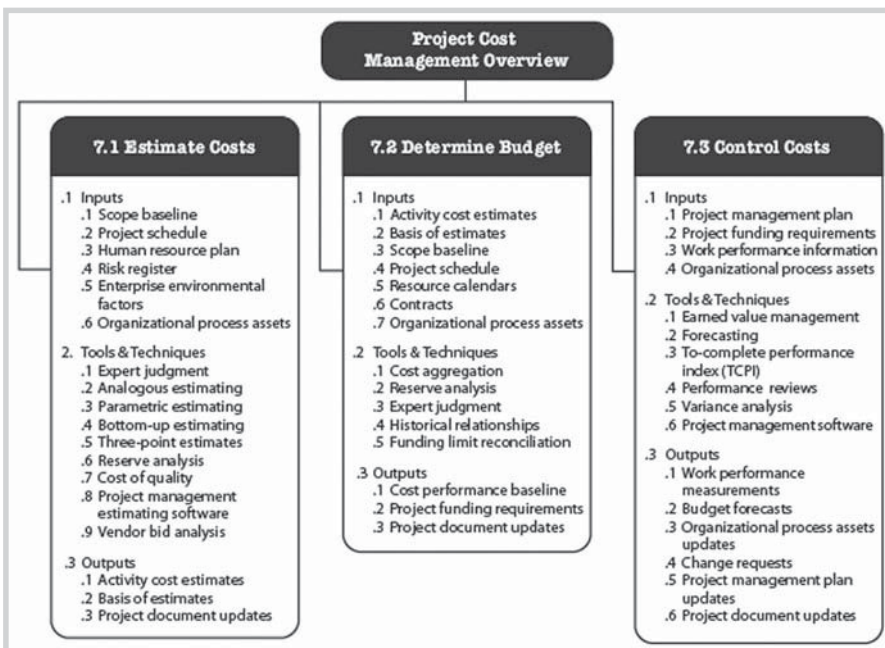 Project Cost
Management Overview
7.1 Estimate Costs
.1 Inputs
.1 Scope baseline
.2 Project schedule
.3 Human resource plan
.4 Risk register
.5 Enterprise environmental
factors
.6 Organizational process assets
2. Tools & Techniques
.1 Expert judgment
.2 Analogous estimating
.3 Parametric estimating
.4 Bottom-up estimating
.5 Three-point estimates
.6 Reserve analysis
.7 Cost of quality
.8 Project management
estimating software
.9 Vendor bid analysis
.3 Outputs
.1 Activity cost estimates
.2 Basis of estimates
.3 Project document updates
7.2 Determine Budget
.1 Inputs
.1 Activity cost estimates
.2 Basis of estimates
.3 Scope baseline
.4 Project schedule
.5 Resource calendars
.6 Contracts
.7 Organizational process assets
.2 Tools & Techniques
.1 Cost aggregation
.2 Reserve analysis
.3 Expert judgment
.4 Historical relationships
.5 Funding limit reconciliation
.3 Outputs
.1 Cost performance baseline
.2 Project funding requirements
.3 Project document updates
7.3 Control Costs
.1 Inputs
.1 Project management plan
.2 Project funding requirements
.3 Work performance information
.4 Organizational process assets
.2 Tools & Techniques
.1 Earned value management
.2 Forecasting
.3 To-complete performance
index (TCPI)
.4 Performance reviews
.5 Variance analysis
.6 Project management software
.3 Outputs
.1 Work performance
measurements
.2 Budget forecasts
.3 Organizational process assets
updates
.4 Change requests
.5 Project management plan
updates
.6 Project document updates